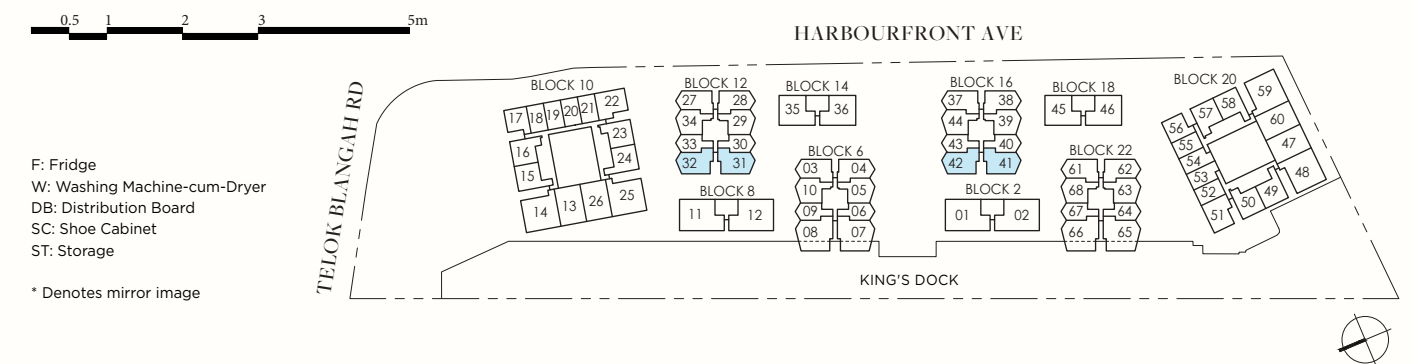 0.5 1 2 3 5m
HARBOURFRONT AVE
TELOK BLANGAH RD
F: Fridge
W: Washing Machine-cum-Dryer
DB: Distribution Board
SC: Shoe Cabinet
ST: Storage
* Denotes mirror image
BLOCK 10
17 18 19 20 21 22
16 23
15 24
14 13 26 25
BLOCK 12
27 28
34 29
33 30
32 31
BLOCK 14
35 36
BLOCK 16
37 38
44 39
43 40
42 41
BLOCK 18
45 46
BLOCK 20
56 57 58 59
55 60
54 47
53 48
52
51 50 49
BLOCK 8
11 12
BLOCK 6
03 04
10 05
09 06
08 07
BLOCK 2
01 02
BLOCK 22
61 62
68 63
67 64
66 65
KING'S DOCK